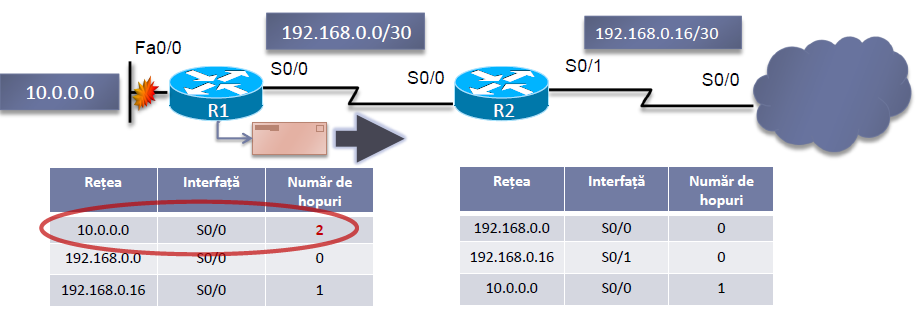 192.168.0.0/30
192.168.0.16/30
Fa0/0
S0/0
S0/0
S0/1
S0/0
10.0.0.0
R1
R2
Rețea Interfață Număr de
hopuri
10.0.0.0 S0/0 2
192.168.0.0 S0/0 0
192.168.0.16 S0/0 1
Rețea Interfață Număr de
hopuri
192.168.0.0 S0/0 0
192.168.0.16 S0/1 0
10.0.0.0 S0/0 1